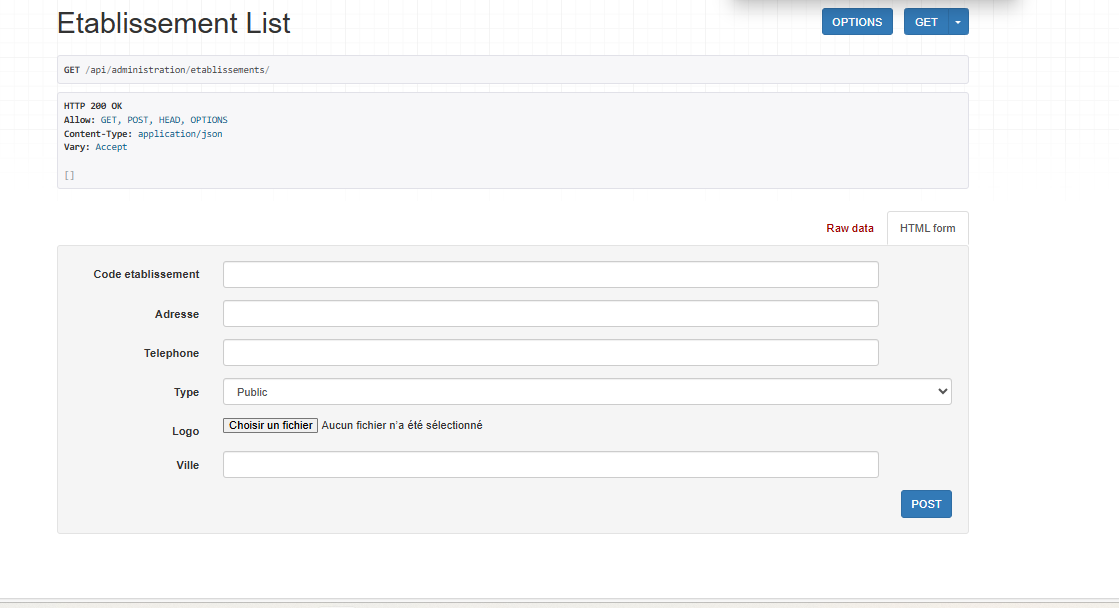 Etablissement List
OPTIONS
GET
GET /api/administration/etablissements/
HTTP 200 OK
Allow: GET, POST, HEAD, OPTIONS
Content-Type: application/json
Vary: Accept
[]
Raw data
HTML form
Code etablissement
Adresse
Telephone
Type Public
Logo Choisir un fichier Aucun fichier n'a été sélectionné
Ville
POST